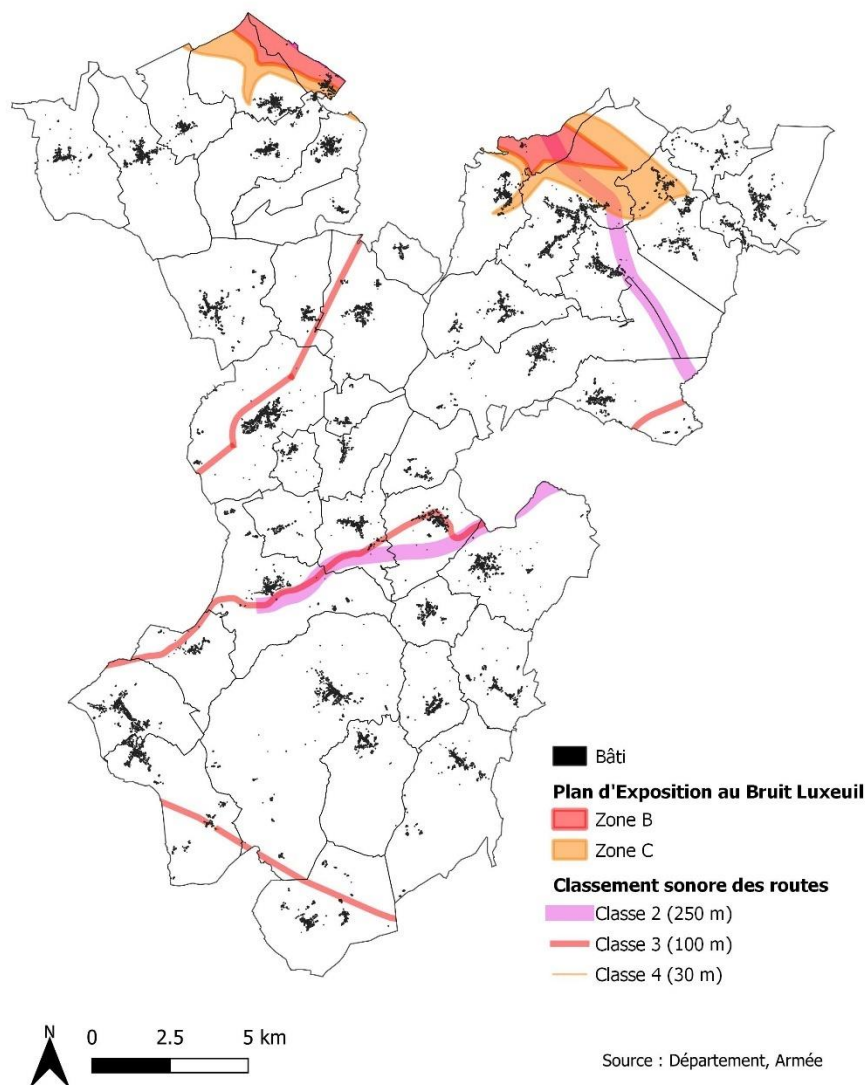 Bâti
Plan d'Exposition au Bruit Luxeuil
Zone B
Zone C
Classement sonore des routes
Classe 2 (250 m)
Classe 3 (100 m)
Classe 4 (30 m)
N
0 2.5 5 km
Source : Département, Armée